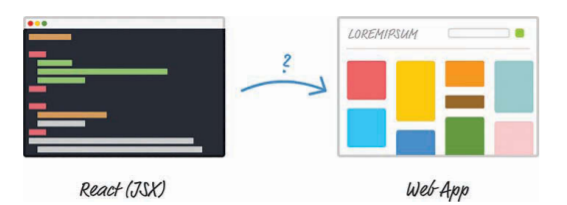 ?
LOREMIPSUM
React (JSX)
Web App